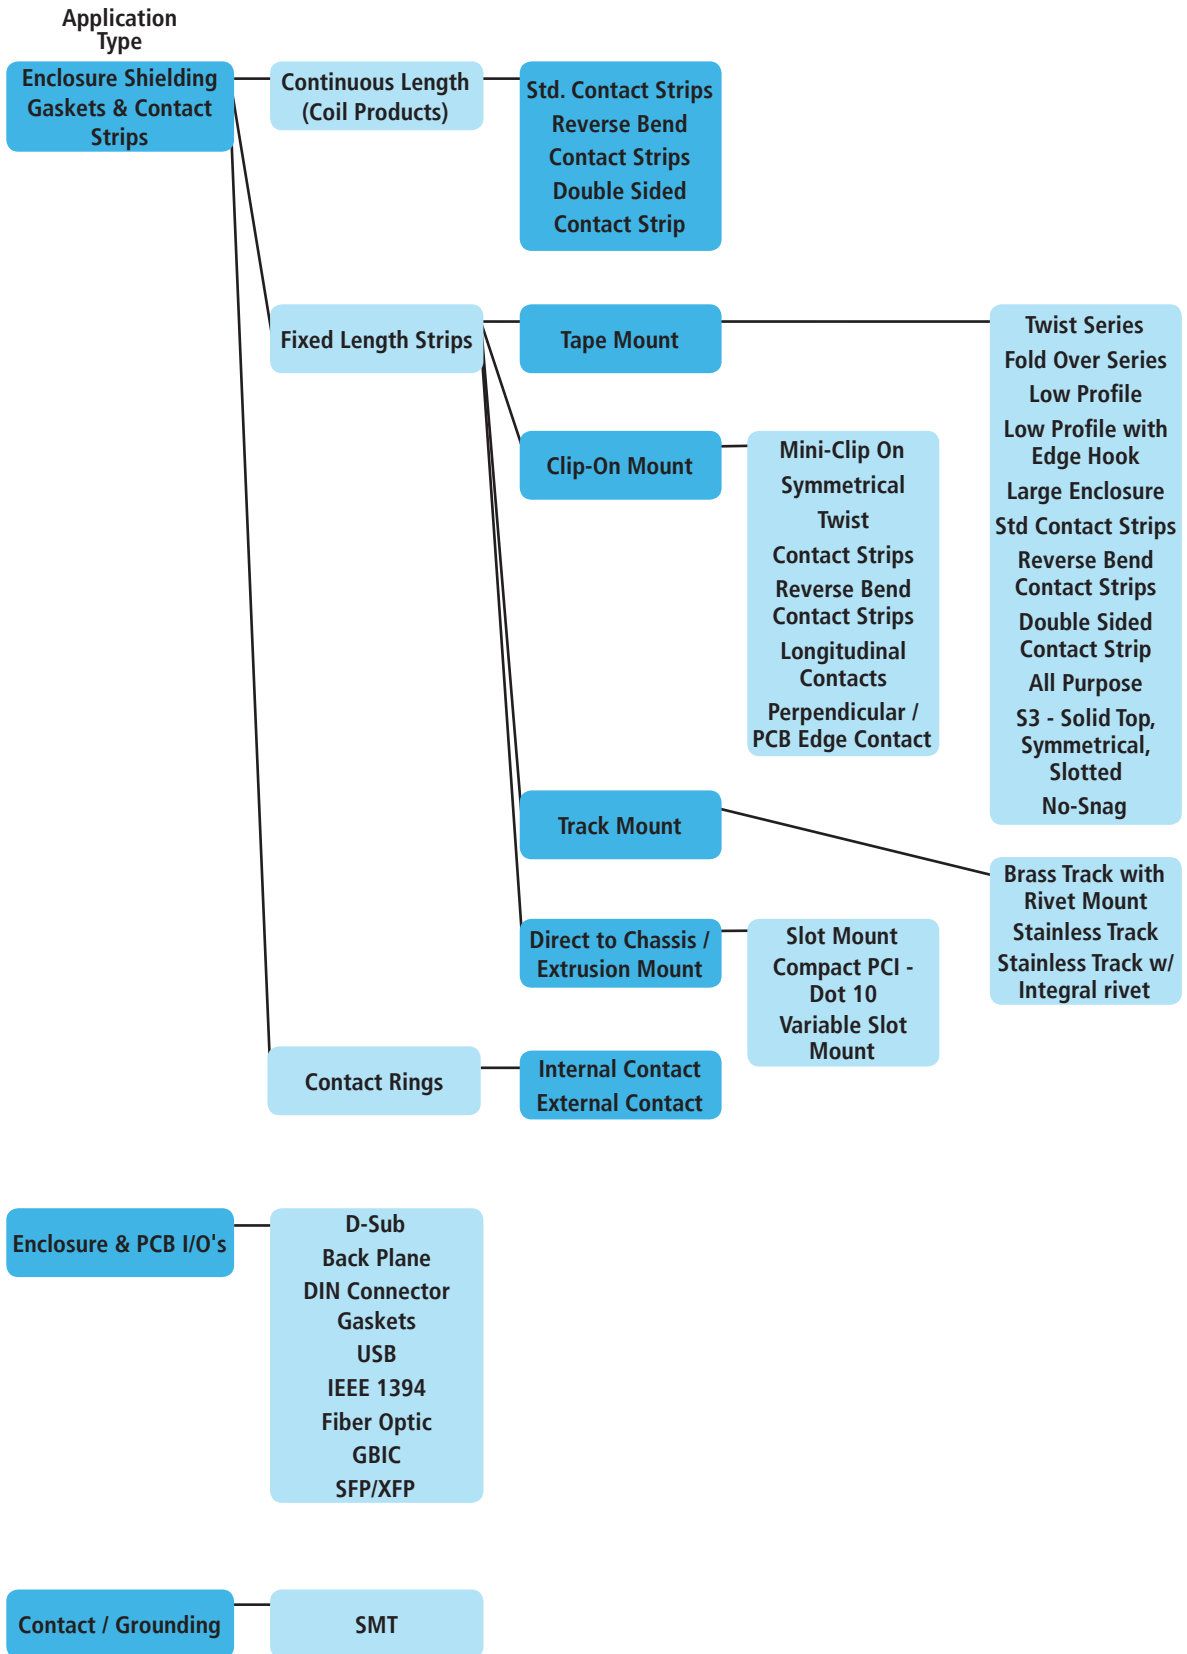 Application
Type
Enclosure Shielding
Gaskets & Contact
Strips
Continuous Length
(Coil Products)
Std. Contact Strips
Reverse Bend
Contact Strips
Double Sided
Contact Strip
Fixed Length Strips
Tape Mount
Twist Series
Fold Over Series
Low Profile
Low Profile with
Edge Hook
Large Enclosure
Std Contact Strips
Reverse Bend
Contact Strips
Double Sided
Contact Strip
All Purpose
S3 - Solid Top,
Symmetrical,
Slotted
No-Snag
Clip-On Mount
Mini-Clip On
Symmetrical
Twist
Contact Strips
Reverse Bend
Contact Strips
Longitudinal
Contacts
Perpendicular /
PCB Edge Contact
Track Mount
Brass Track with
Rivet Mount
Stainless Track
Stainless Track w/
Integral rivet
Direct to Chassis /
Extrusion Mount
Slot Mount
Compact PCI -
Dot 10
Variable Slot
Mount
Contact Rings
Internal Contact
External Contact
Enclosure & PCB I/O's
D-Sub
Back Plane
DIN Connector
Gaskets
USB
IEEE 1394
Fiber Optic
GBIC
SFP/XFP
Contact / Grounding
SMT